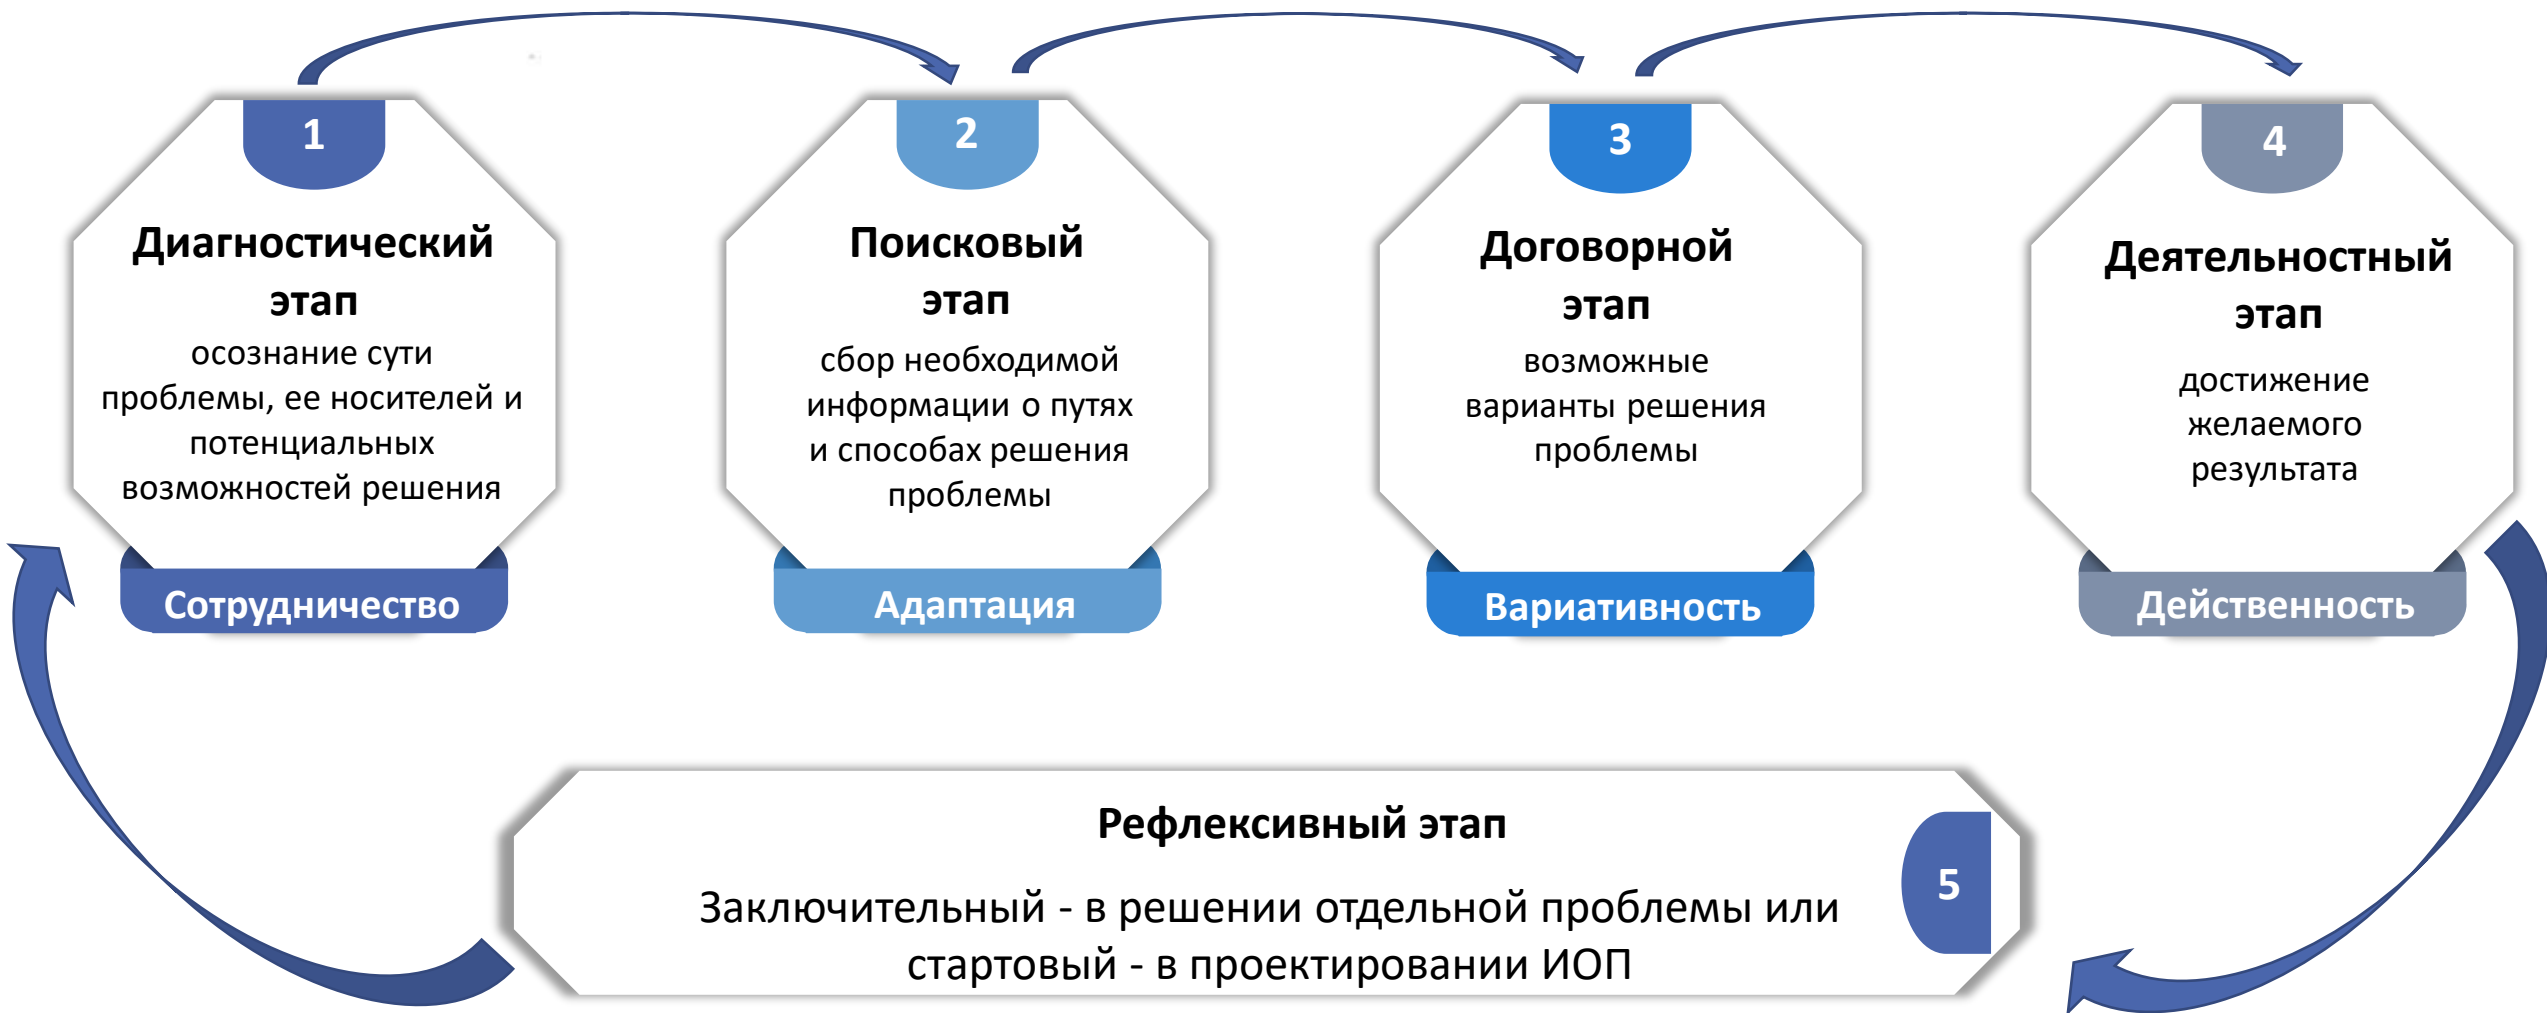 1
Диагностический
этап
осознание сути
проблемы, ее носителей и
потенциальных
возможностей решения
Сотрудничество
2
Поисковый
этап
сбор необходимой
информации о путях
и способах решения
проблемы
Адаптация
3
Договорной
этап
возможные
варианты решения
проблемы
Вариативность
4
Деятельностный
этап
достижение
желаемого
результата
Действенность
Рефлексивный этап
5
Заключительный - в решении отдельной проблемы или
стартовый - в проектировании ИОП